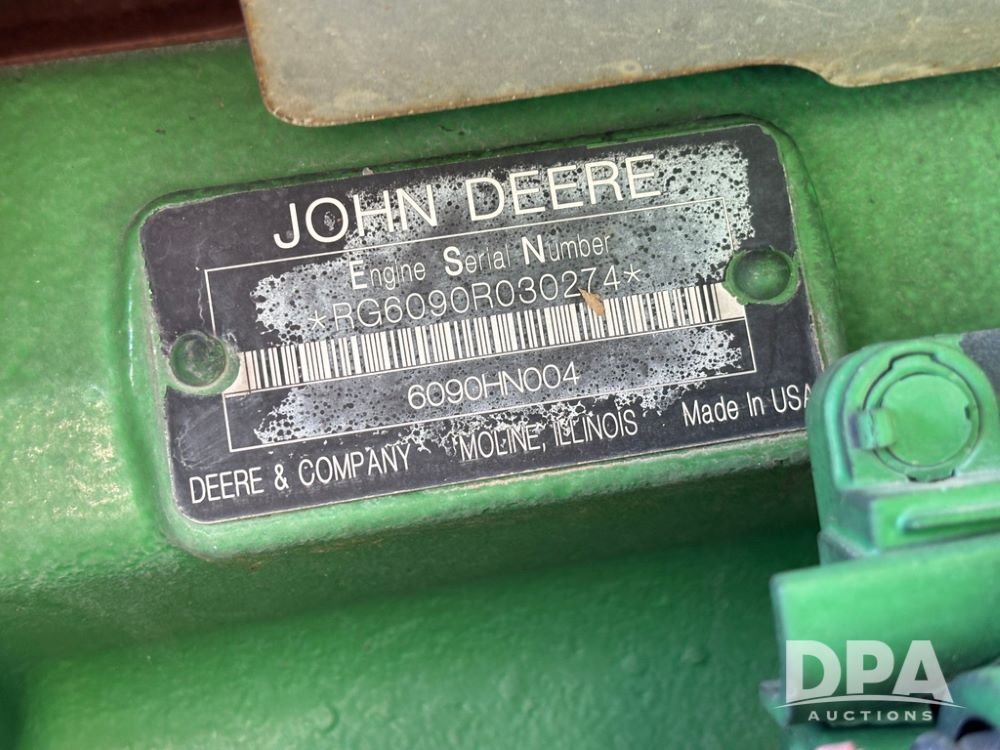 JOHN DEERE
Engine Serial Number
*RG6090R030274*
6090HN004
DEERE & COMPANY MOLINE, ILLINOIS Made In USA
DPA
AUCTIONS